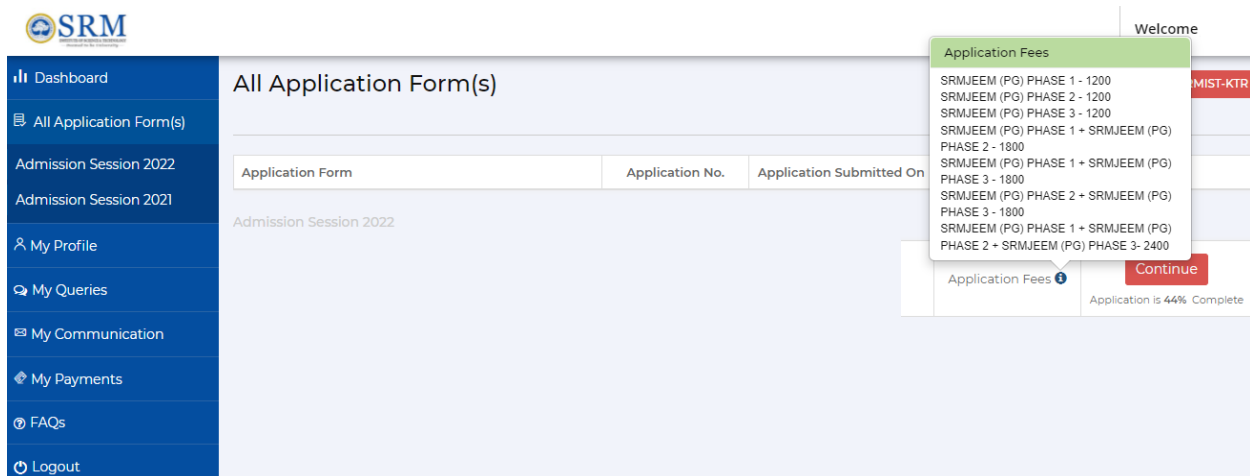 SRM
Welcome
Dashboard
All Application Form(s)
Admission Session 2022
Admission Session 2021
My Profile
My Queries
My Communication
My Payments
FAQs
Logout
All Application Form(s)
RMIST-KTR
Application Form
Application No.
Application Submitted On
Admission Session 2022
Application Fees
SRMJEEM (PG) PHASE 1 - 1200
SRMJEEM (PG) PHASE 2 - 1200
SRMJEEM (PG) PHASE 3 - 1200
SRMJEEM (PG) PHASE 1 + SRMJEEM (PG)
PHASE 2 - 1800
SRMJEEM (PG) PHASE 1 + SRMJEEM (PG)
PHASE 3 - 1800
SRMJEEM (PG) PHASE 2 + SRMJEEM (PG)
PHASE 3 - 1800
SRMJEEM (PG) PHASE 1 + SRMJEEM (PG)
PHASE 2 + SRMJEEM (PG) PHASE 3- 2400
Application Fees
Continue
Application is 44% Complete